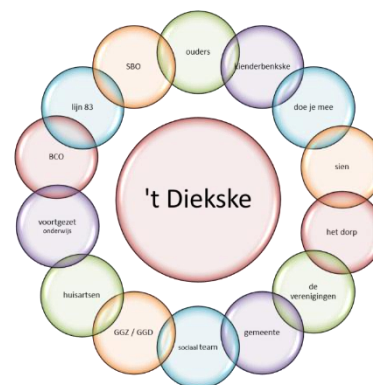 ouders
klenderbenkske
doe je mee
sien
het dorp
de
verenigingen
gemeente
sociaal team
GGZ / GGD
huisartsen
voortgezet
onderwijs
BCO
lijn 83
SBO
't Diekske